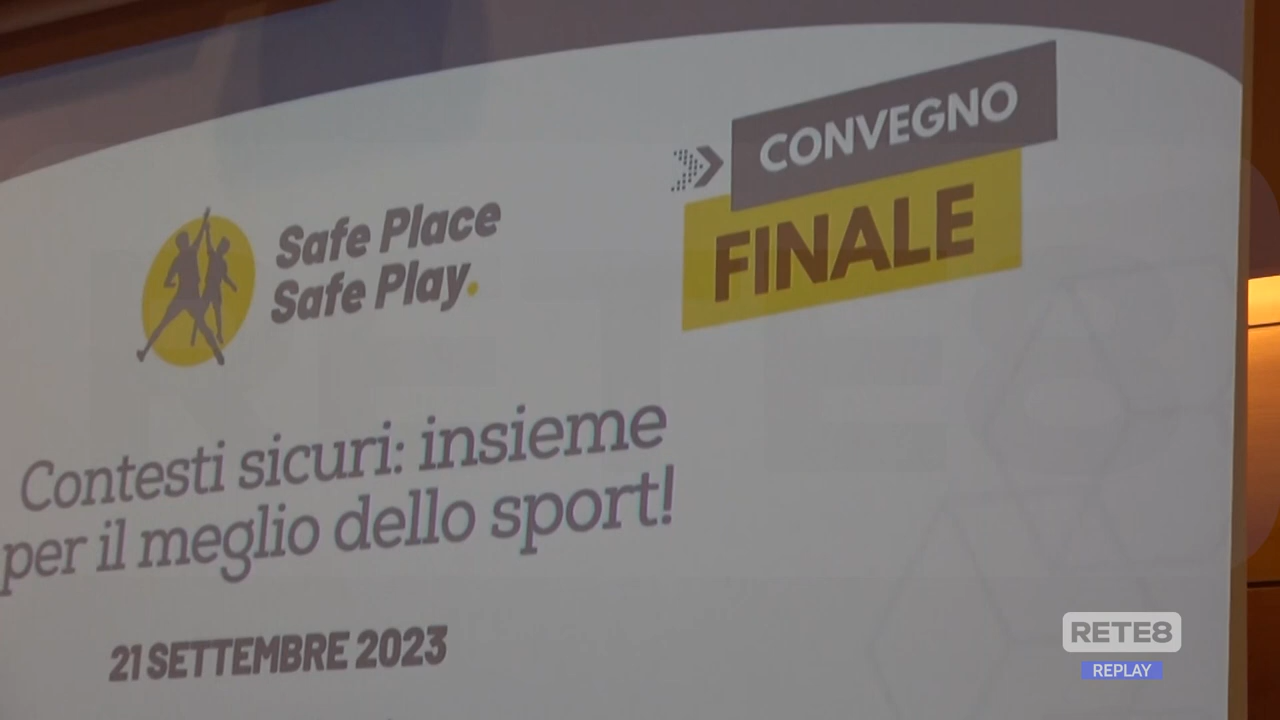 CONVEGNO
FINALE
Safe Place
Safe Play.
Contesti sicuri: insieme
per il meglio dello sport!
21 SETTEMBRE 2023
RETE8
REPLAY